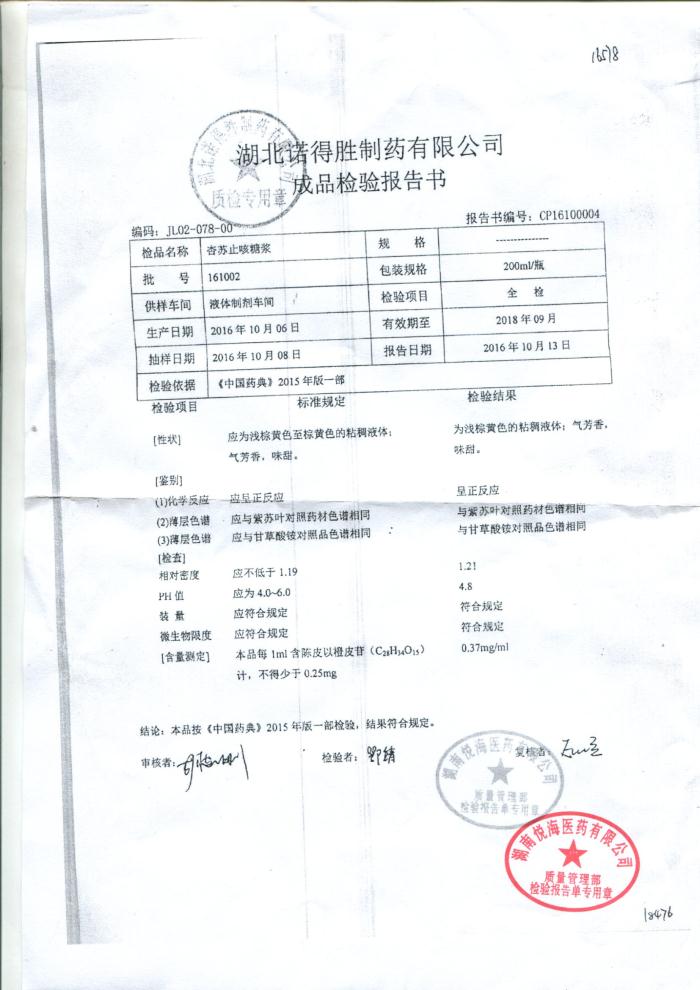 16518
湖北诺得胜制药有限公司
成品检验报告书
质检专用章
编码：JL02-078-00 报告书编号：CP16100004
检品名称 杏苏止咳糖浆 规 格 ---------------
批 号 161002 包装规格 200ml/瓶
供样车间 液体制剂车间 检验项目 全 检
生产日期 2016 年 10 月 06 日 有效期至 2018 年 09 月
抽样日期 2016 年 10 月 08 日 报告日期 2016 年 10 月 13 日
检验依据 《中国药典》2015 年版一部
检验项目 标准规定 检验结果
[性状] 应为浅棕黄色至棕黄色的粘稠液体； 为浅棕黄色的粘稠液体；气芳香，
气芳香，味甜。 味甜。
[鉴别]
(1)化学反应 应呈正反应 呈正反应
(2)薄层色谱 应与紫苏叶对照药材色谱相同 与紫苏叶对照药材色谱相同
(3)薄层色谱 应与甘草酸铵对照品色谱相同 与甘草酸铵对照品色谱相同
[检查]
相对密度 应不低于 1.19 1.21
PH 值 应为 4.0~6.0 4.8
装 量 应符合规定 符合规定
微生物限度 应符合规定 符合规定
[含量测定] 本品每 1ml 含陈皮以橙皮苷（C28H34O15） 0.37mg/ml
计，不得少于 0.25mg
结论：本品按《中国药典》2015 年版一部检验，结果符合规定。
审核者： 检验者： 复核者：
湖南悦海医药有限公司
质量管理部
检验报告单专用章
湖南悦海医药有限公司
质量管理部
检验报告单专用章
18476